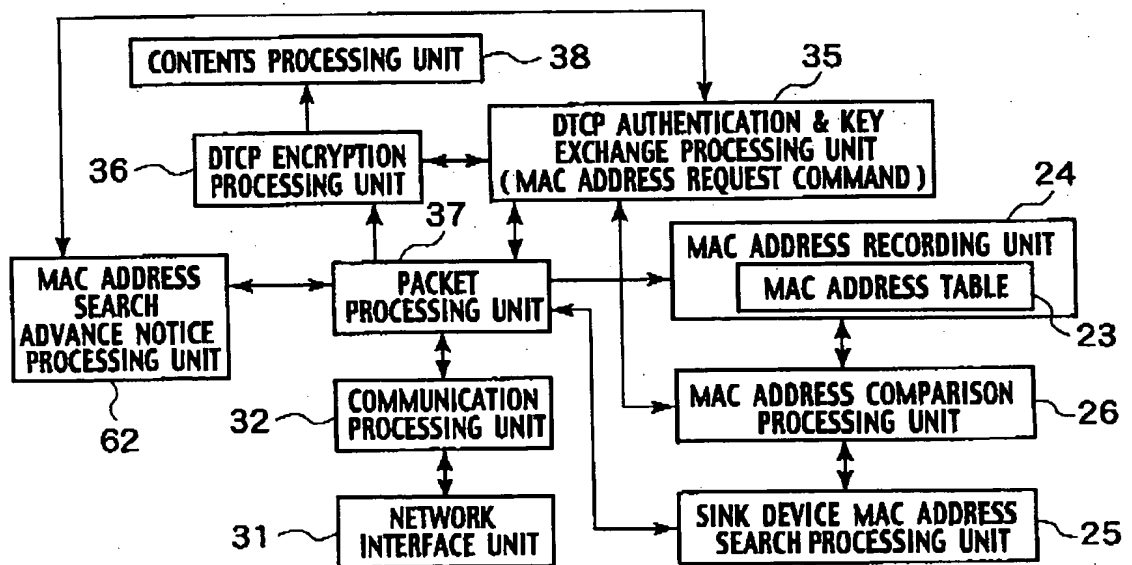 CONTENTS PROCESSING UNIT
38
35
DTCP AUTHENTICATION & KEY
EXCHANGE PROCESSING UNIT
( MAC ADDRESS REQUEST COMMAND )
36
DTCP ENCRYPTION
PROCESSING UNIT
24
37
MAC ADDRESS RECORDING UNIT
MAC ADDRESS TABLE
23
MAC ADDRESS
SEARCH
ADVANCE NOTICE
PROCESSING UNIT
62
PACKET
PROCESSING UNIT
32
COMMUNICATION
PROCESSING UNIT
MAC ADDRESS COMPARISON
PROCESSING UNIT
26
31
NETWORK
INTERFACE UNIT
SINK DEVICE MAC ADDRESS
SEARCH PROCESSING UNIT
25